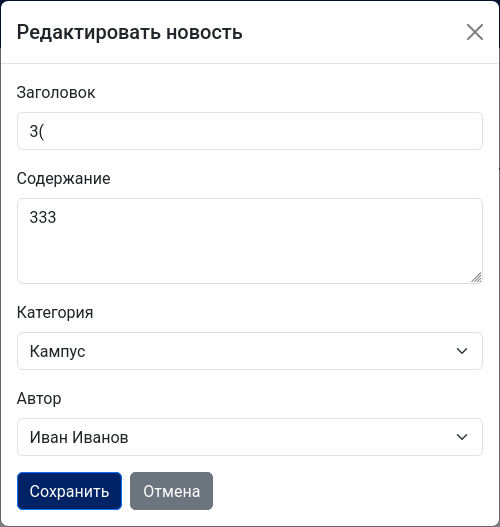 Редактировать новость
Заголовок
3(
Содержание
333
Категория
Кампус
Автор
Иван Иванов
Сохранить Отмена